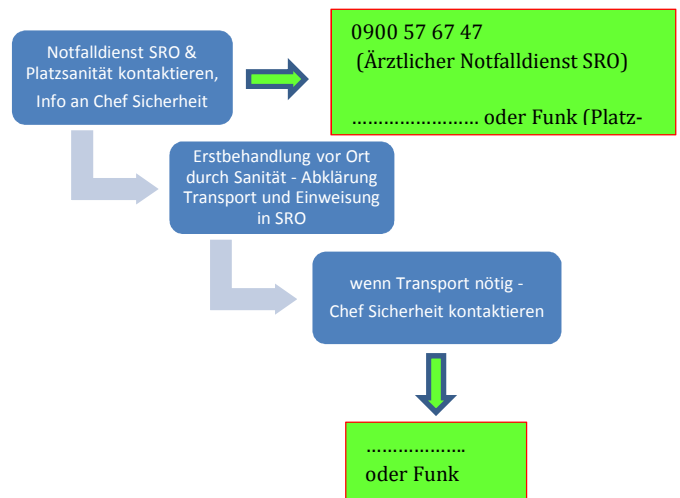 Notfalldienst SRO &
Platzsanität kontaktieren,
Info an Chef Sicherheit
0900 57 67 47
(Ärztlicher Notfalldienst SRO)
…………………… oder Funk (Platz-
Erstbehandlung vor Ort
durch Sanität - Abklärung
Transport und Einweisung
in SRO
wenn Transport nötig -
Chef Sicherheit kontaktieren
……………….
oder Funk